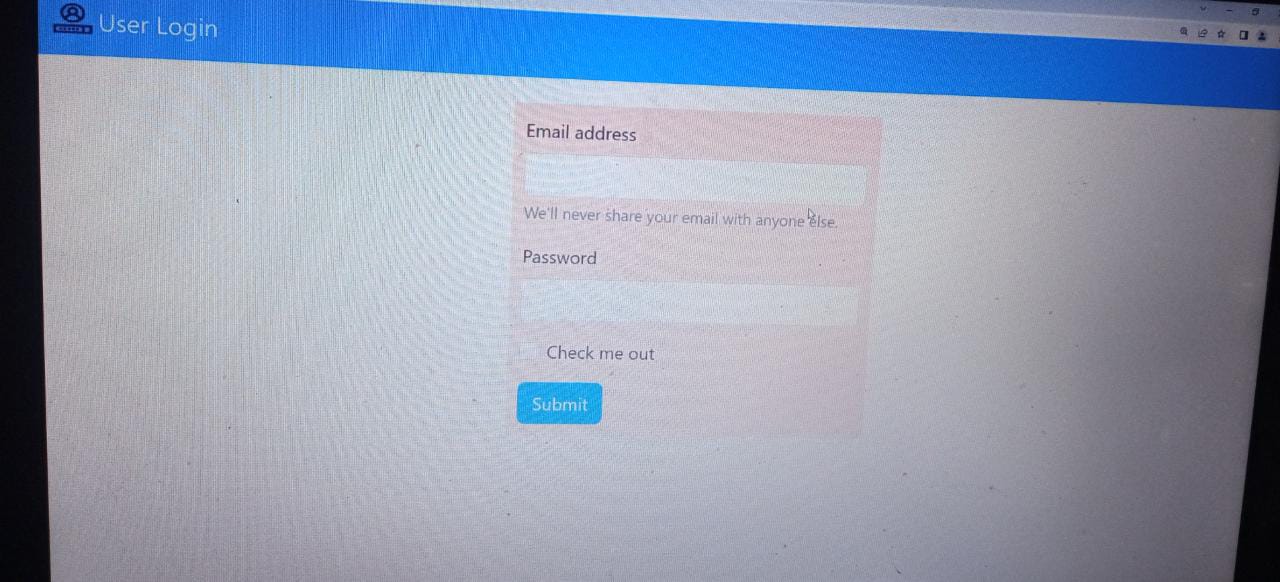 User Login
Email address
We'll never share your email with anyone else.
Password
Check me out
Submit